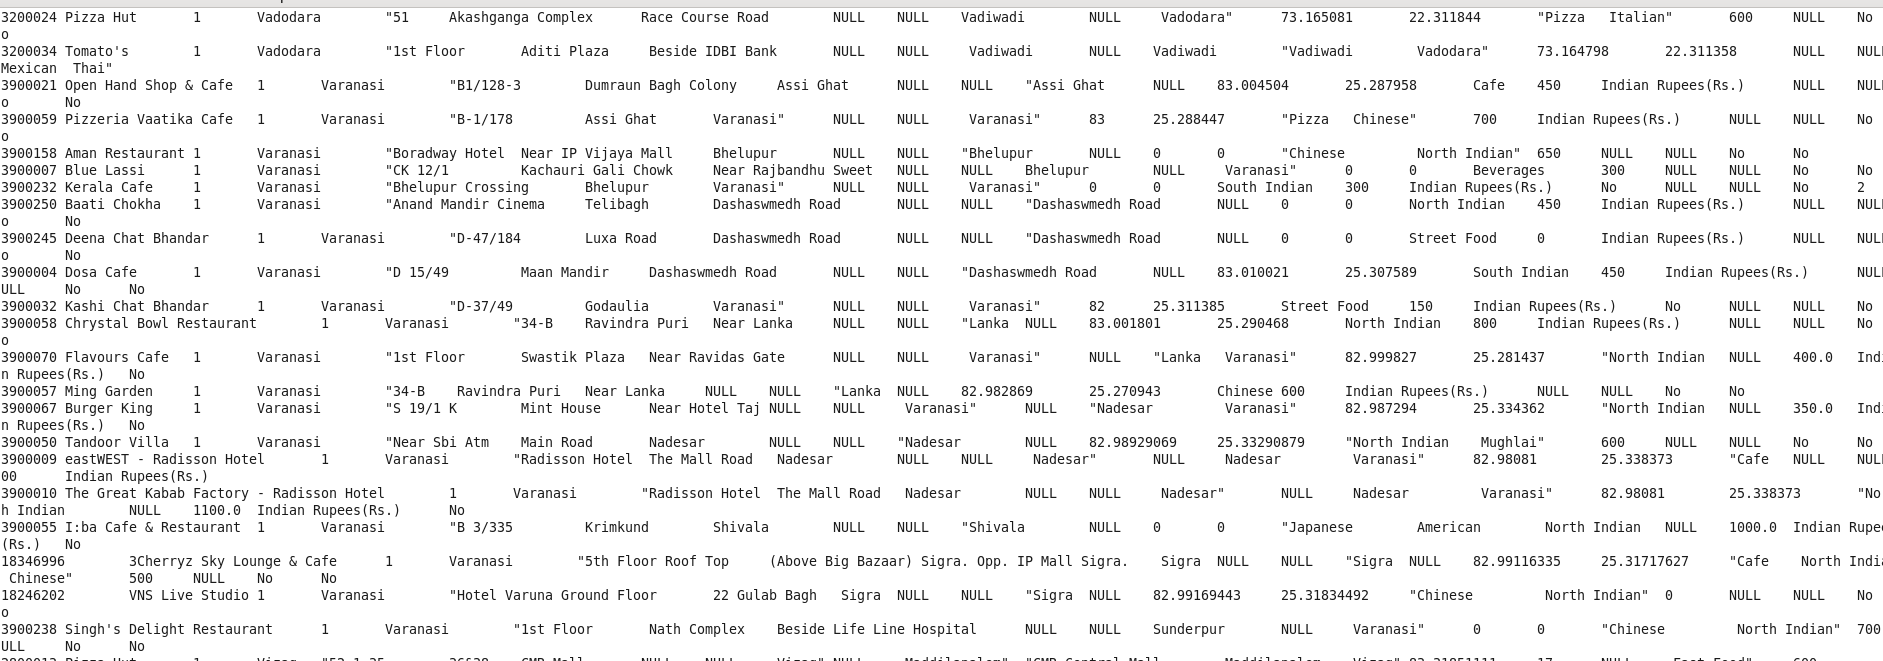 3200024 Pizza Hut 1 Vadodara "51 Akashganga Complex Race Course Road NULL NULL Vadiwadi NULL Vadodara" 73.165081 22.311844 "Pizza Italian" 600 NULL No
o
3200034 Tomato's 1 Vadodara "1st Floor Aditi Plaza Beside IDBI Bank NULL NULL Vadiwadi NULL Vadiwadi "Vadiwadi Vadodara" 73.164798 22.311358 NULL NUL
Mexican Thai"
3900021 Open Hand Shop & Cafe 1 Varanasi "B1/128-3 Dumraun Bagh Colony Assi Ghat NULL NULL "Assi Ghat NULL 83.004504 25.287958 Cafe 450 Indian Rupees(Rs.) NULL NUL
o No
3900059 Pizzeria Vaatika Cafe 1 Varanasi "B-1/178 Assi Ghat Varanasi" NULL NULL Varanasi" 83 25.288447 "Pizza Chinese" 700 Indian Rupees(Rs.) NULL NULL No
o
3900158 Aman Restaurant 1 Varanasi "Boradway Hotel Near IP Vijaya Mall Bhelupur NULL NULL "Bhelupur NULL 0 0 "Chinese North Indian" 650 NULL NULL No No
3900007 Blue Lassi 1 Varanasi "CK 12/1 Kachauri Gali Chowk Near Rajbandhu Sweet NULL NULL Bhelupur NULL Varanasi" 0 0 Beverages 300 NULL NULL No No
3900232 Kerala Cafe 1 Varanasi "Bhelupur Crossing Bhelupur Varanasi" NULL NULL Varanasi" 0 0 South Indian 300 Indian Rupees(Rs.) No NULL NULL No 2
3900250 Baati Chokha 1 Varanasi "Anand Mandir Cinema Telibagh Dashaswmedh Road NULL NULL "Dashaswmedh Road NULL 0 0 North Indian 450 Indian Rupees(Rs.) NULL NUL
o No
3900245 Deena Chat Bhandar 1 Varanasi "D-47/184 Luxa Road Dashaswmedh Road NULL NULL "Dashaswmedh Road NULL 0 0 Street Food 0 Indian Rupees(Rs.) NULL NUL
o No
3900004 Dosa Cafe 1 Varanasi "D 15/49 Maan Mandir Dashaswmedh Road NULL NULL "Dashaswmedh Road NULL 83.010021 25.307589 South Indian 450 Indian Rupees(Rs.) NUL
ULL No No
3900032 Kashi Chat Bhandar 1 Varanasi "D-37/49 Godaulia Varanasi" NULL NULL Varanasi" 82 25.311385 Street Food 150 Indian Rupees(Rs.) No NULL NULL No
3900058 Chrystal Bowl Restaurant 1 Varanasi "34-B Ravindra Puri Near Lanka NULL NULL "Lanka NULL 83.001801 25.290468 North Indian 800 Indian Rupees(Rs.) NULL NULL No
o
3900070 Flavours Cafe 1 Varanasi "1st Floor Swastik Plaza Near Ravidas Gate NULL NULL Varanasi" NULL "Lanka Varanasi" 82.999827 25.281437 "North Indian NULL 400.0 Ind
n Rupees(Rs.) No
3900057 Ming Garden 1 Varanasi "34-B Ravindra Puri Near Lanka NULL NULL "Lanka NULL 82.982869 25.270943 Chinese 600 Indian Rupees(Rs.) NULL NULL No No
3900067 Burger King 1 Varanasi "S 19/1 K Mint House Near Hotel Taj NULL NULL Varanasi" NULL "Nadesar Varanasi" 82.987294 25.334362 "North Indian NULL 350.0 Ind
n Rupees(Rs.) No
3900050 Tandoor Villa 1 Varanasi "Near Sbi Atm Main Road Nadesar NULL NULL "Nadesar NULL 82.98929069 25.33290879 "North Indian Mughlai" 600 NULL NULL No No
3900009 eastWEST - Radisson Hotel 1 Varanasi "Radisson Hotel The Mall Road Nadesar NULL NULL Nadesar" NULL Nadesar Varanasi" 82.98081 25.338373 "Cafe NULL NUL
00 Indian Rupees(Rs.)
3900010 The Great Kabab Factory - Radisson Hotel 1 Varanasi "Radisson Hotel The Mall Road Nadesar NULL NULL Nadesar" NULL Nadesar Varanasi" 82.98081 25.338373 "No
h Indian NULL 1100.0 Indian Rupees(Rs.) No
3900055 I:ba Cafe & Restaurant 1 Varanasi "B 3/335 Krimkund Shivala NULL NULL "Shivala NULL 0 0 "Japanese American North Indian NULL 1000.0 Indian Rupee
(Rs.) No
18346996 3Cherryz Sky Lounge & Cafe 1 Varanasi "5th Floor Roof Top (Above Big Bazaar) Sigra. Opp. IP Mall Sigra. Sigra NULL NULL "Sigra NULL 82.99116335 25.31717627 "Cafe North India
Chinese" 500 NULL No No
18246202 VNS Live Studio 1 Varanasi "Hotel Varuna Ground Floor 22 Gulab Bagh Sigra NULL NULL "Sigra NULL 82.99169443 25.31834492 "Chinese North Indian" 0 NULL NULL No
o
3900238 Singh's Delight Restaurant 1 Varanasi "1st Floor Nath Complex Beside Life Line Hospital NULL NULL Sunderpur NULL Varanasi" 0 0 "Chinese North Indian" 700
ULL No No